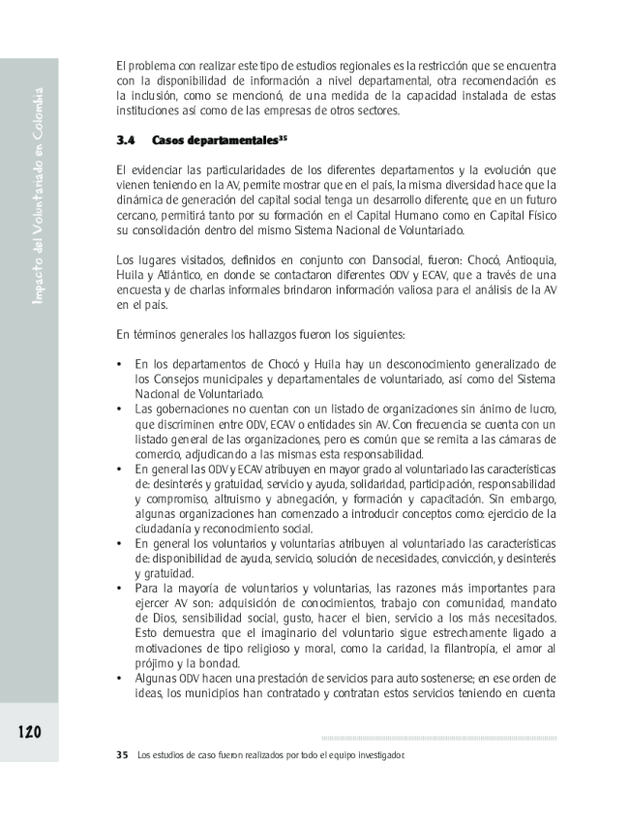 Impacto del Voluntariado en Colombia
El problema con realizar este tipo de estudios regionales es la restricción que se encuentra
con la disponibilidad de información a nivel departamental, otra recomendación es
la inclusión, como se mencionó, de una medida de la capacidad instalada de estas
instituciones así como de las empresas de otros sectores.
3.4 Casos departamentales35
El evidenciar las particularidades de los diferentes departamentos y la evolución que
vienen teniendo en la AV, permite mostrar que en el país, la misma diversidad hace que la
dinámica de generación del capital social tenga un desarrollo diferente, que en un futuro
cercano, permitirá tanto por su formación en el Capital Humano como en Capital Físico
su consolidación dentro del mismo Sistema Nacional de Voluntariado.
Los lugares visitados, definidos en conjunto con Dansocial, fueron: Chocó, Antioquia,
Huila y Atlántico, en donde se contactaron diferentes ODV y ECAV, que a través de una
encuesta y de charlas informales brindaron información valiosa para el análisis de la AV
en el país.
En términos generales los hallazgos fueron los siguientes:
• En los departamentos de Chocó y Huila hay un desconocimiento generalizado de
los Consejos municipales y departamentales de voluntariado, así como del Sistema
Nacional de Voluntariado.
• Las gobernaciones no cuentan con un listado de organizaciones sin ánimo de lucro,
que discriminen entre ODV, ECAV o entidades sin AV. Con frecuencia se cuenta con un
listado general de las organizaciones, pero es común que se remita a las cámaras de
comercio, adjudicando a las mismas esta responsabilidad.
• En general las ODV y ECAV atribuyen en mayor grado al voluntariado las características
de: desinterés y gratuidad, servicio y ayuda, solidaridad, participación, responsabilidad
y compromiso, altruismo y abnegación, y formación y capacitación. Sin embargo,
algunas organizaciones han comenzado a introducir conceptos como: ejercicio de la
ciudadanía y reconocimiento social.
• En general los voluntarios y voluntarias atribuyen al voluntariado las características
de: disponibilidad de ayuda, servicio, solución de necesidades, convicción, y desinterés
y gratuidad.
• Para la mayoría de voluntarios y voluntarias, las razones más importantes para
ejercer AV son: adquisición de conocimientos, trabajo con comunidad, mandato
de Dios, sensibilidad social, gusto, hacer el bien, servicio a los más necesitados.
Esto demuestra que el imaginario del voluntario sigue estrechamente ligado a
motivaciones de tipo religioso y moral, como la caridad, la filantropía, el amor al
prójimo y la bondad.
• Algunas ODV hacen una prestación de servicios para auto sostenerse; en ese orden de
ideas, los municipios han contratado y contratan estos servicios teniendo en cuenta
120
35 Los estudios de caso fueron realizados por todo el equipo investigador.